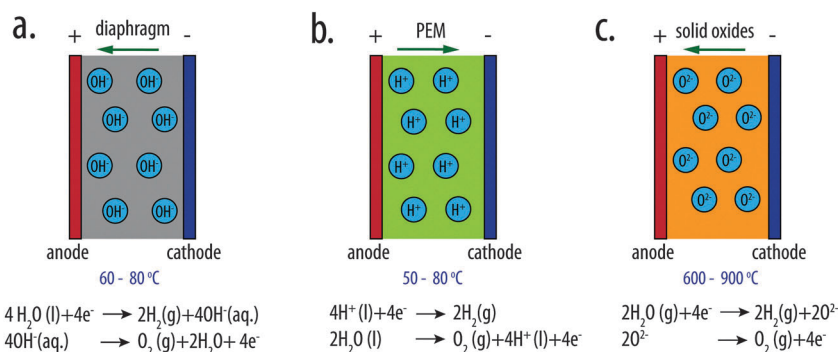 a.
diaphragm
+ -
OH⁻ OH⁻
OH⁻ OH⁻
OH⁻ OH⁻
OH⁻ OH⁻
anode cathode
60 - 80 ⁰C
4 H₂O (l)+4e⁻ → 2H₂(g)+4OH⁻(aq.)
4OH⁻(aq.) → O₂ (g)+2H₂O+ 4e⁻
b.
PEM
+ -
H⁺ H⁺
H⁺ H⁺
H⁺ H⁺
H⁺ H⁺
anode cathode
50 - 80 ⁰C
4H⁺ (l)+4e⁻ → 2H₂(g)
2H₂O (l) → O₂ (g)+4H⁺ (l)+ 4e⁻
c.
solid oxides
+ -
O²⁻ O²⁻
O²⁻ O²⁻
O²⁻ O²⁻
O²⁻ O²⁻
anode cathode
600 - 900 ⁰C
2H₂O (g)+4e⁻ → 2H₂(g)+2O²⁻
2O²⁻ → O₂ (g)+4e⁻